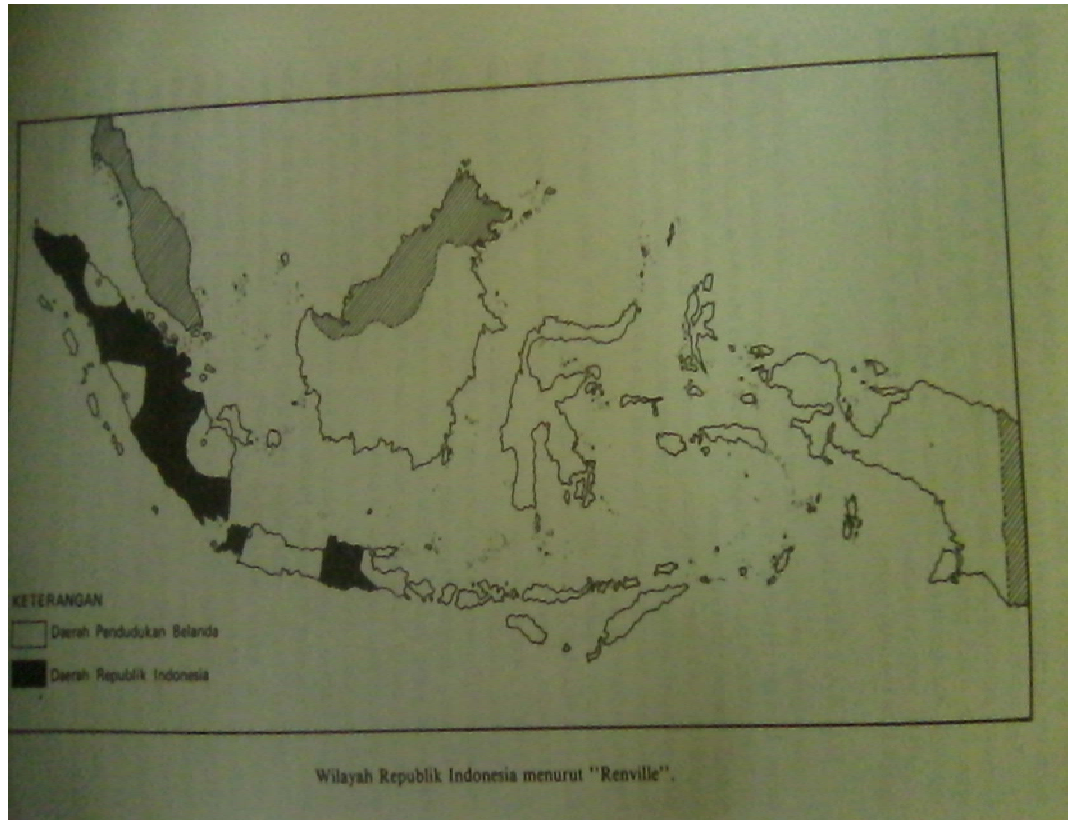 KETERANGAN
Daerah Pendudukan Belanda
Daerah Republik Indonesia
Wilayah Republik Indonesia menurut "Renville".